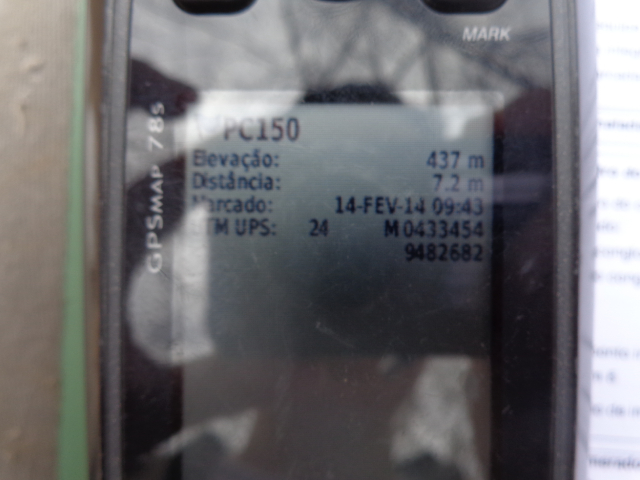 MARK
GPSMAP 78s
PC150
Elevação: 437 m
Distância: 7.2 m
Marcado: 14-FEV-14 09:43
UTM UPS: 24 M 0433454
9482682